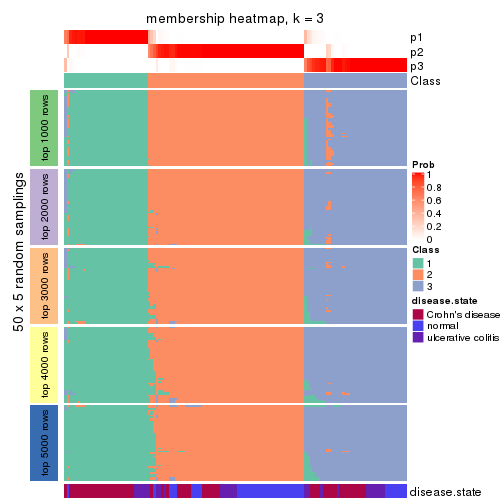 membership heatmap, k = 3
p1
p2
p3
Class
50 x 5 random samplings
top 1000 rows
top 2000 rows
top 3000 rows
top 4000 rows
top 5000 rows
Prob
1
0.8
0.6
0.4
0.2
0
Class
1
2
3
disease.state
Crohn's disease
normal
ulcerative colitis
disease.state